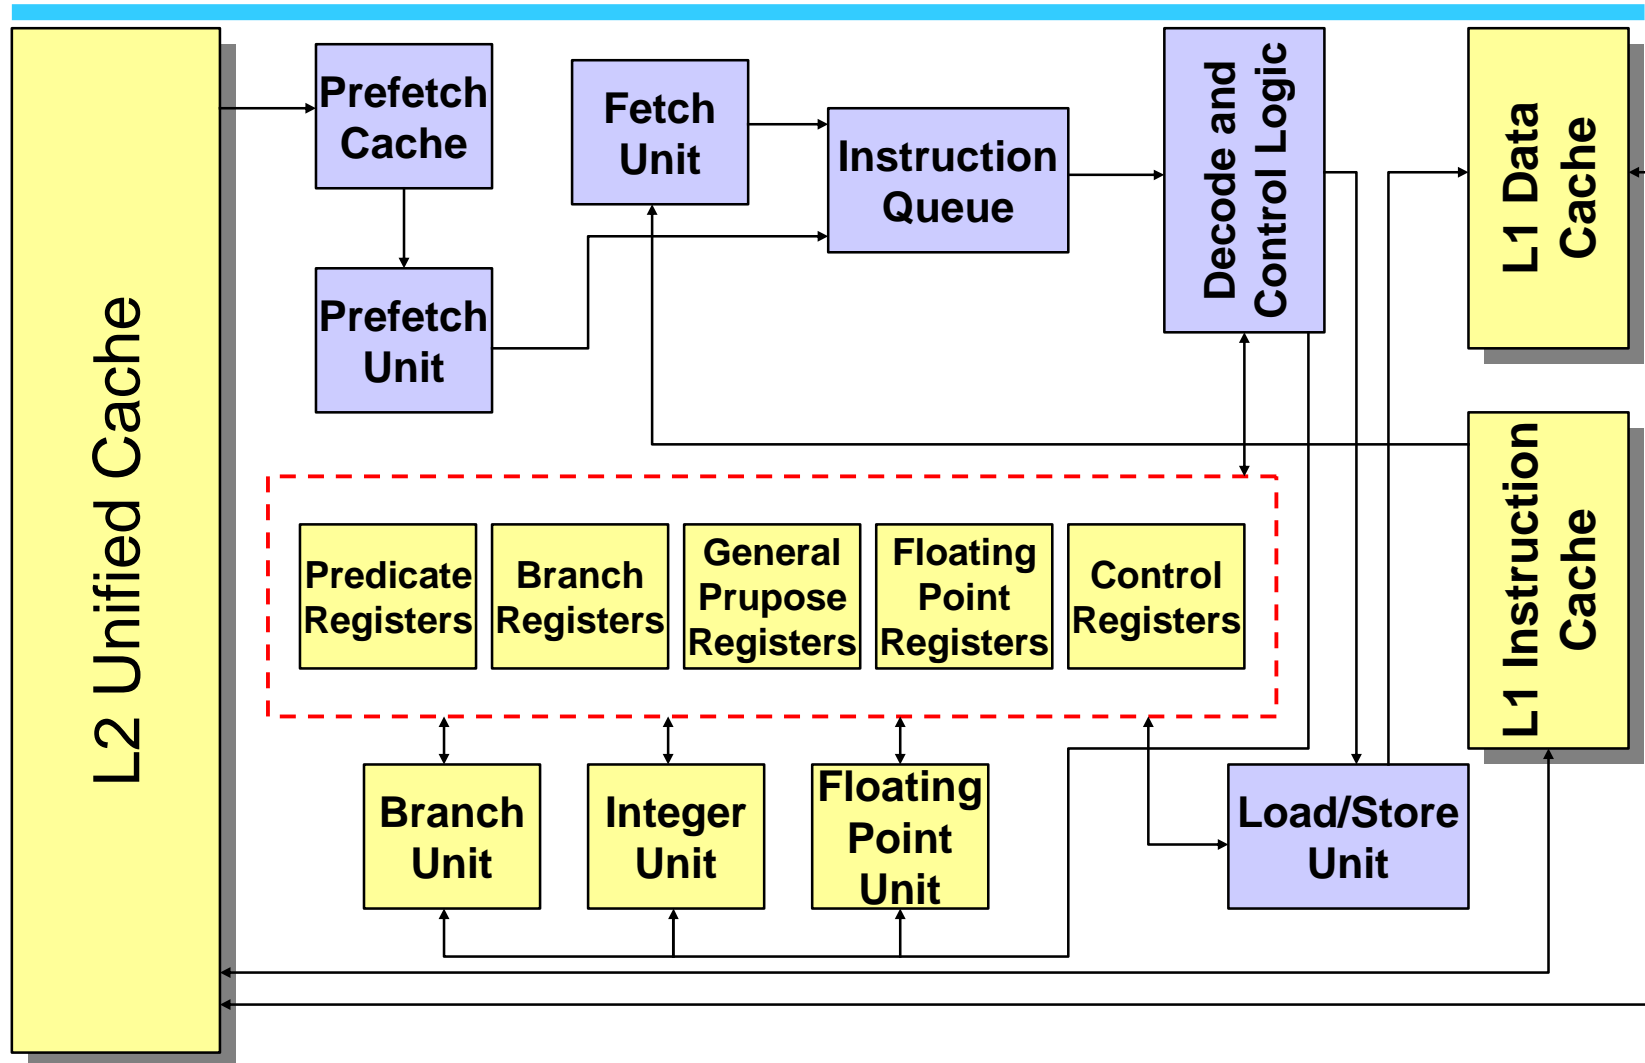 L2 Unified Cache
Prefetch
Cache
Fetch
Unit
Instruction
Queue
Decode and
Control Logic
L1 Data
Cache
Prefetch
Unit
L1 Instruction
Cache
Predicate
Registers
Branch
Registers
General
Prupose
Registers
Floating
Point
Registers
Control
Registers
Branch
Unit
Integer
Unit
Floating
Point
Unit
Load/Store
Unit